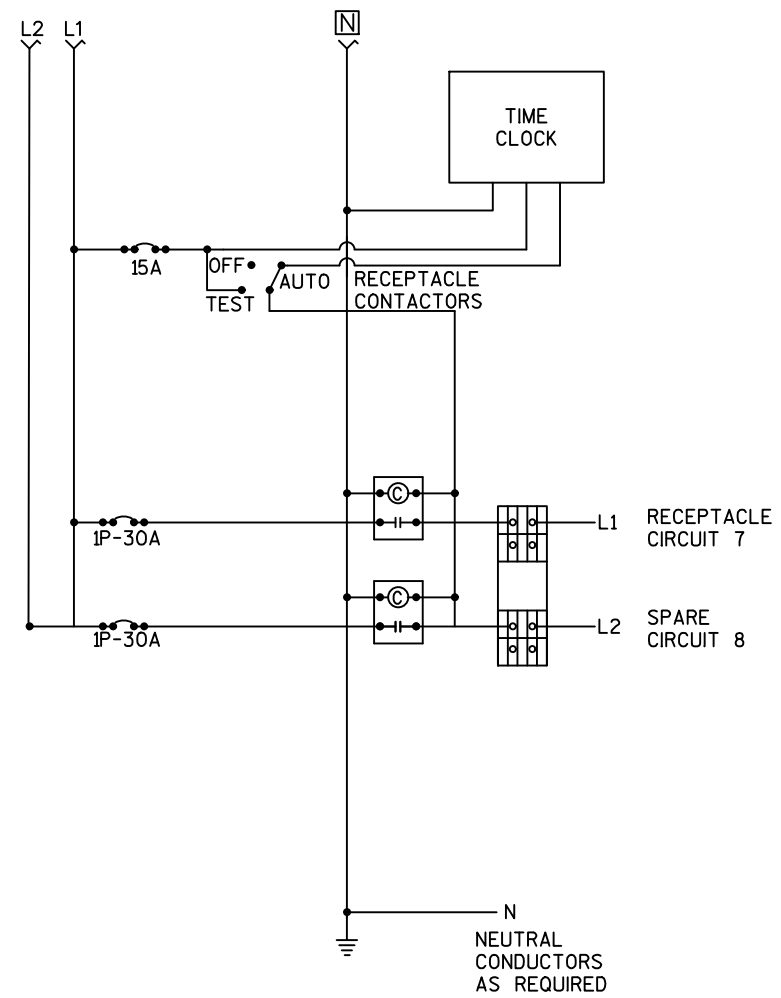 L2 L1 N
TIME
CLOCK
15A
OFF
AUTO
TEST
RECEPTACLE
CONTACTORS
C
1P-30A
L1
RECEPTACLE
CIRCUIT 7
C
1P-30A
L2
SPARE
CIRCUIT 8
N
NEUTRAL
CONDUCTORS
AS REQUIRED